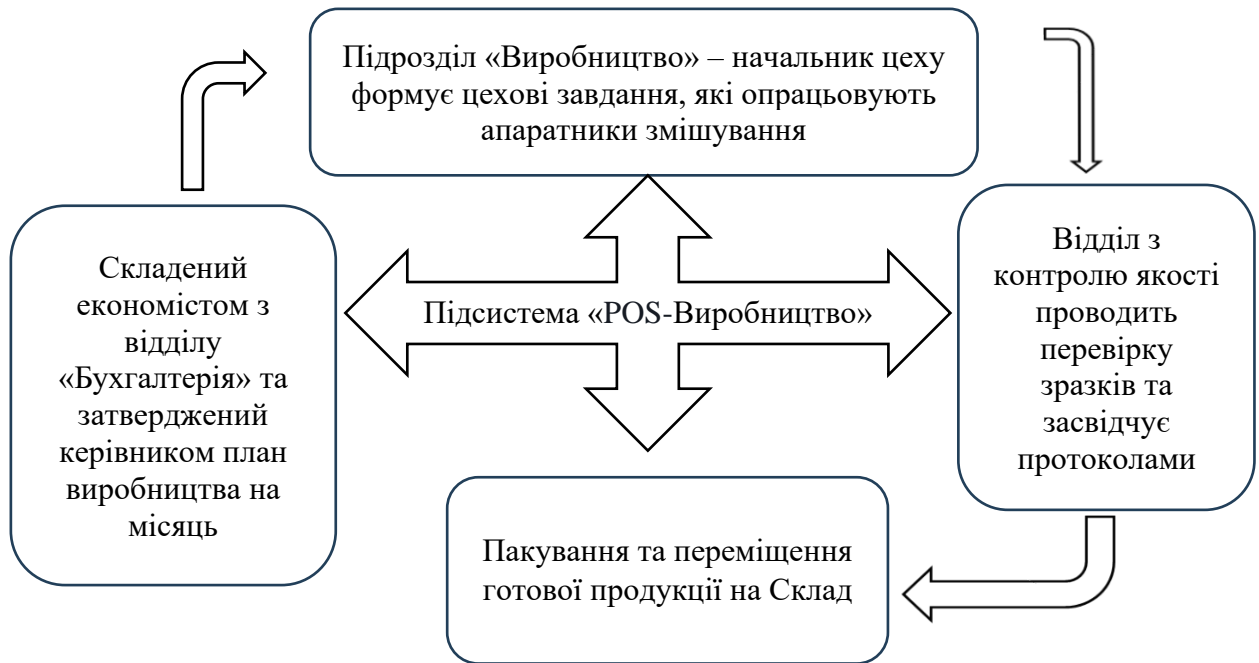 Підрозділ «Виробництво» – начальник цеху
формує цехові завдання, які опрацьовують
апаратники змішування
Складений
економістом з
відділу
«Бухгалтерія» та
затверджений
керівником план
виробництва на
місяць
Підсистема «POS-Виробництво»
Відділ з
контролю якості
проводить
перевірку
зразків та
засвідчує
протоколами
Пакування та переміщення
готової продукції на Склад